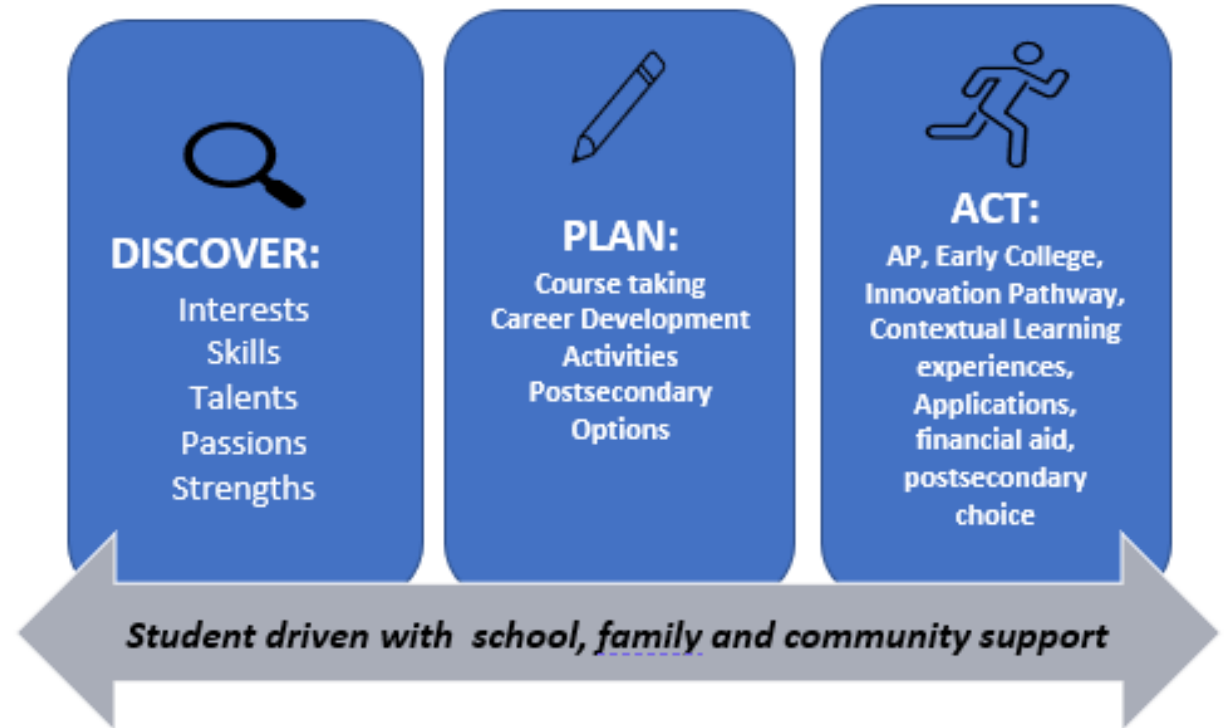 DISCOVER:
Interests
Skills
Talents
Passions
Strengths
PLAN:
Course taking
Career Development
Activities
Postsecondary
Options
ACT:
AP, Early College,
Innovation Pathway,
Contextual Learning
experiences,
Applications,
financial aid,
postsecondary
choice
Student driven with  school, family and community support